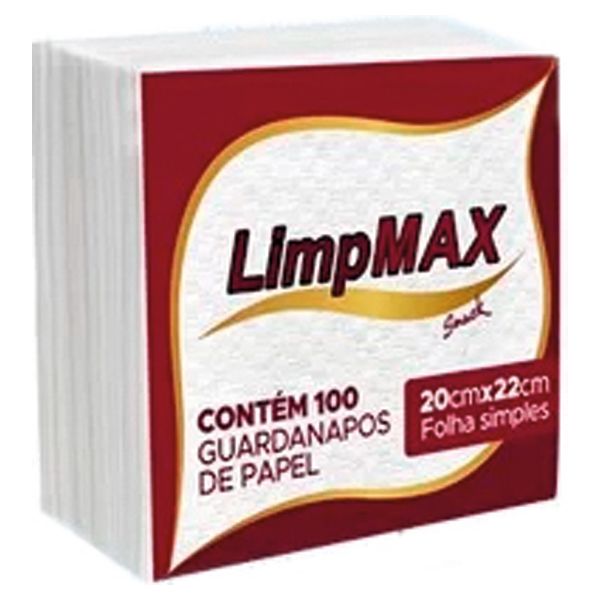 LimpMAX
Snack
CONTÉM 100
GUARDANAPOS
DE PAPEL
20cmx22cm
Folha simples